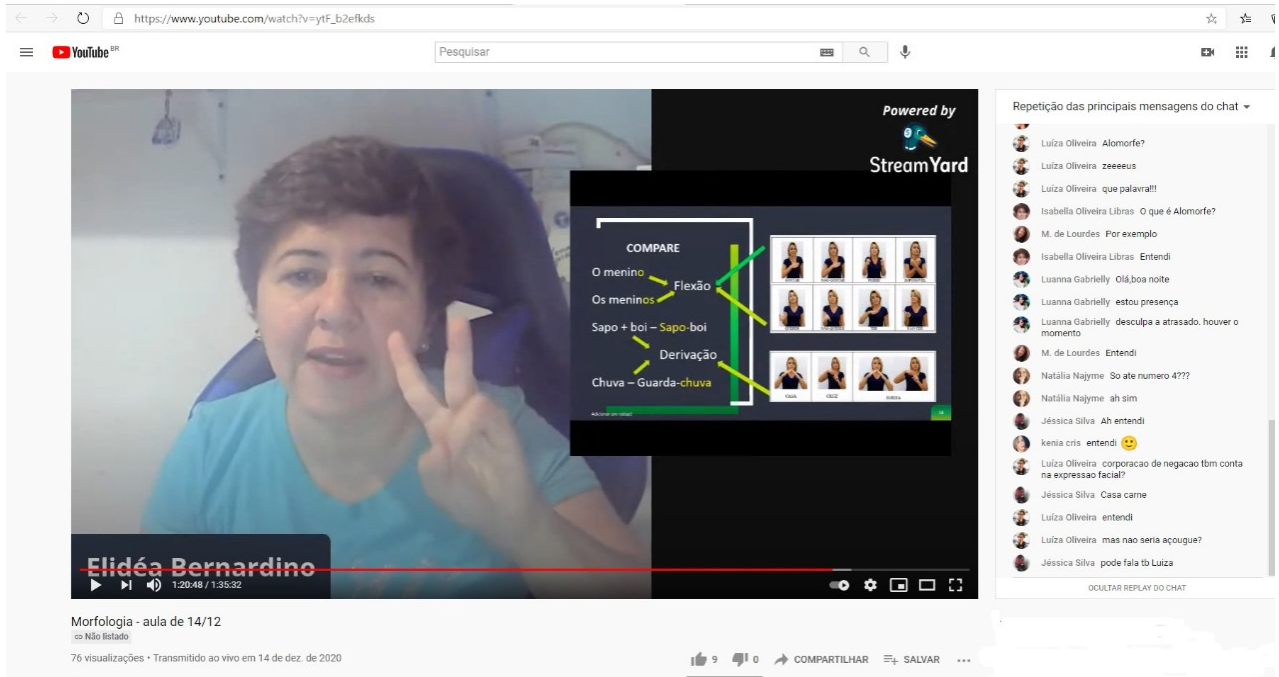 https://www.youtube.com/watch?v=ytF_b2efkds
YouTube BR
Pesquisar
Powered by
StreamYard
COMPARE
O menino
Flexão
Os meninos
Sapo + boi – Sapo-boi
Derivação
Chuva – Guarda-chuva
CASA
CRUZ
Elidéa Bernardino
1:20:48 / 1:35:32
Morfologia - aula de 14/12
Não listado
76 visualizações • Transmitido ao vivo em 14 de dez. de 2020
9
0
COMPARTILHAR
SALVAR
Repetição das principais mensagens do chat
Luíza Oliveira Alomorfe?
Luíza Oliveira zeeeeus
Luíza Oliveira que palavra!!!
Isabella Oliveira Libras O que é Alomorfe?
M. de Lourdes Por exemplo
Isabella Oliveira Libras Entendi
Luanna Gabrielly Olá,boa noite
Luanna Gabrielly estou presença
Luanna Gabrielly desculpa a atrasado. houver o
momento
M. de Lourdes Entendi
Natália Najyme So ate numero 4???
Natália Najyme ah sim
Jéssica Silva Ah entendi
kenia cris entendi
Luíza Oliveira corporacao de negacao tbm conta
na expressao facial?
Jéssica Silva Casa carne
Luíza Oliveira entendi
Luíza Oliveira mas nao seria açougue?
Jéssica Silva pode fala tb Luiza
OCULTAR REPLAY DO CHAT